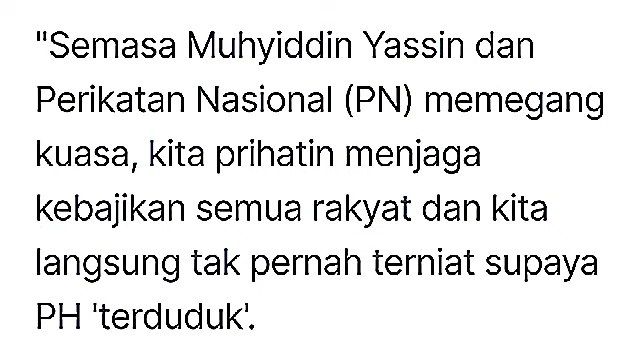 "Semasa Muhyiddin Yassin dan
Perikatan Nasional (PN) memegang
kuasa, kita prihatin menjaga
kebajikan semua rakyat dan kita
langsung tak pernah terniat supaya
PH 'terduduk'.